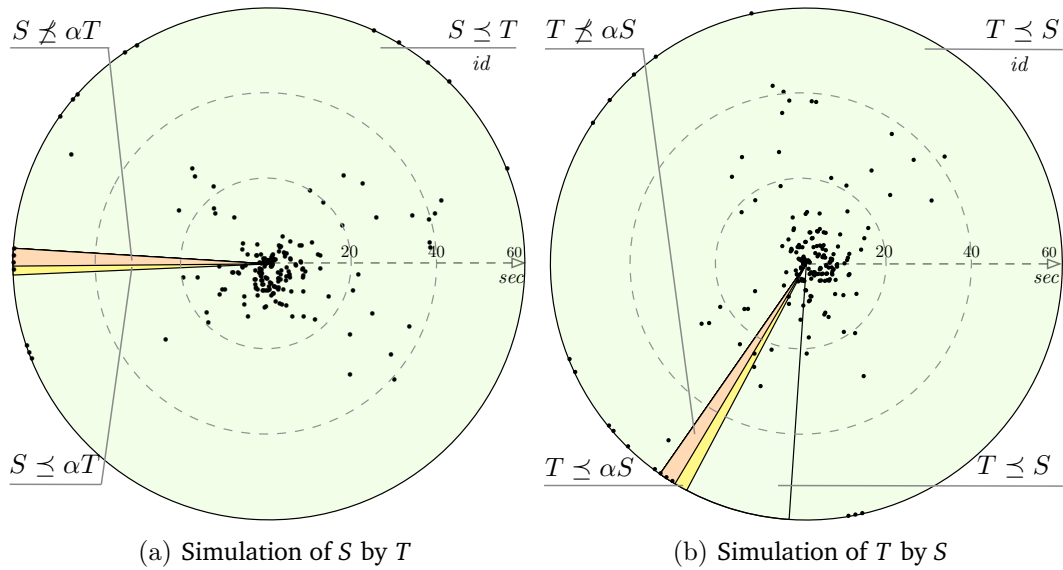 S ⋠ αT
S ⪯ T
id
20
40
60
sec
S ⪯ αT
(a) Simulation of S by T
T ⋠ αS
T ⪯ S
id
20
40
60
sec
T ⪯ αS
T ⪯ S
(b) Simulation of T by S